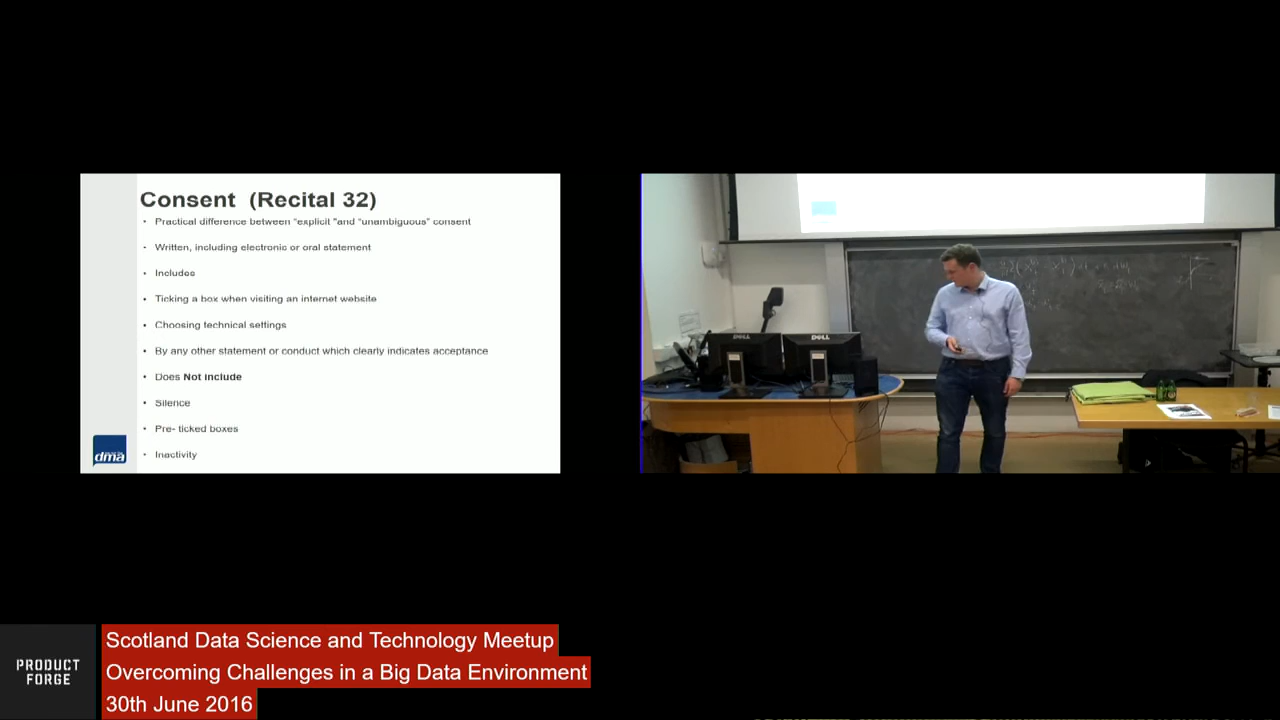 Consent (Recital 32)
• Practical difference between "explicit "and "unambiguous" consent
• Written, including electronic or oral statement
• Includes
• Ticking a box when visiting an internet website
• Choosing technical settings
• By any other statement or conduct which clearly indicates acceptance
• Does Not include
• Silence
• Pre- ticked boxes
• Inactivity
dma
DELL
DELL
PRODUCT
FORGE
Scotland Data Science and Technology Meetup
Overcoming Challenges in a Big Data Environment
30th June 2016